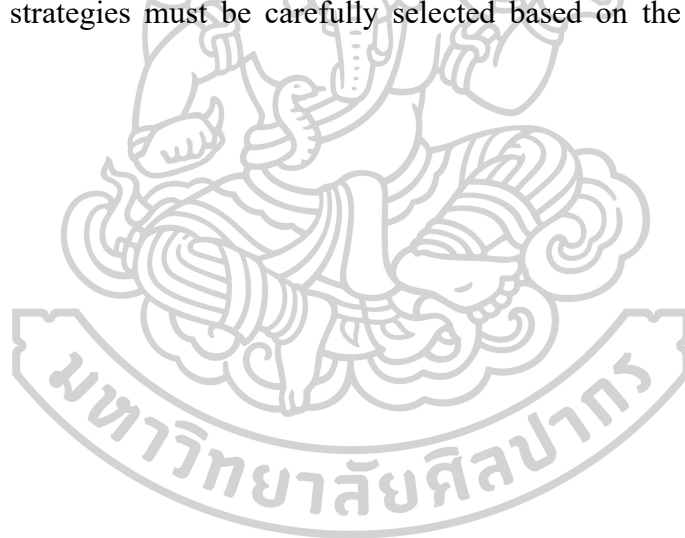 strategies must be carefully selected based on the
มหาวิทยาลัยศิลปากร